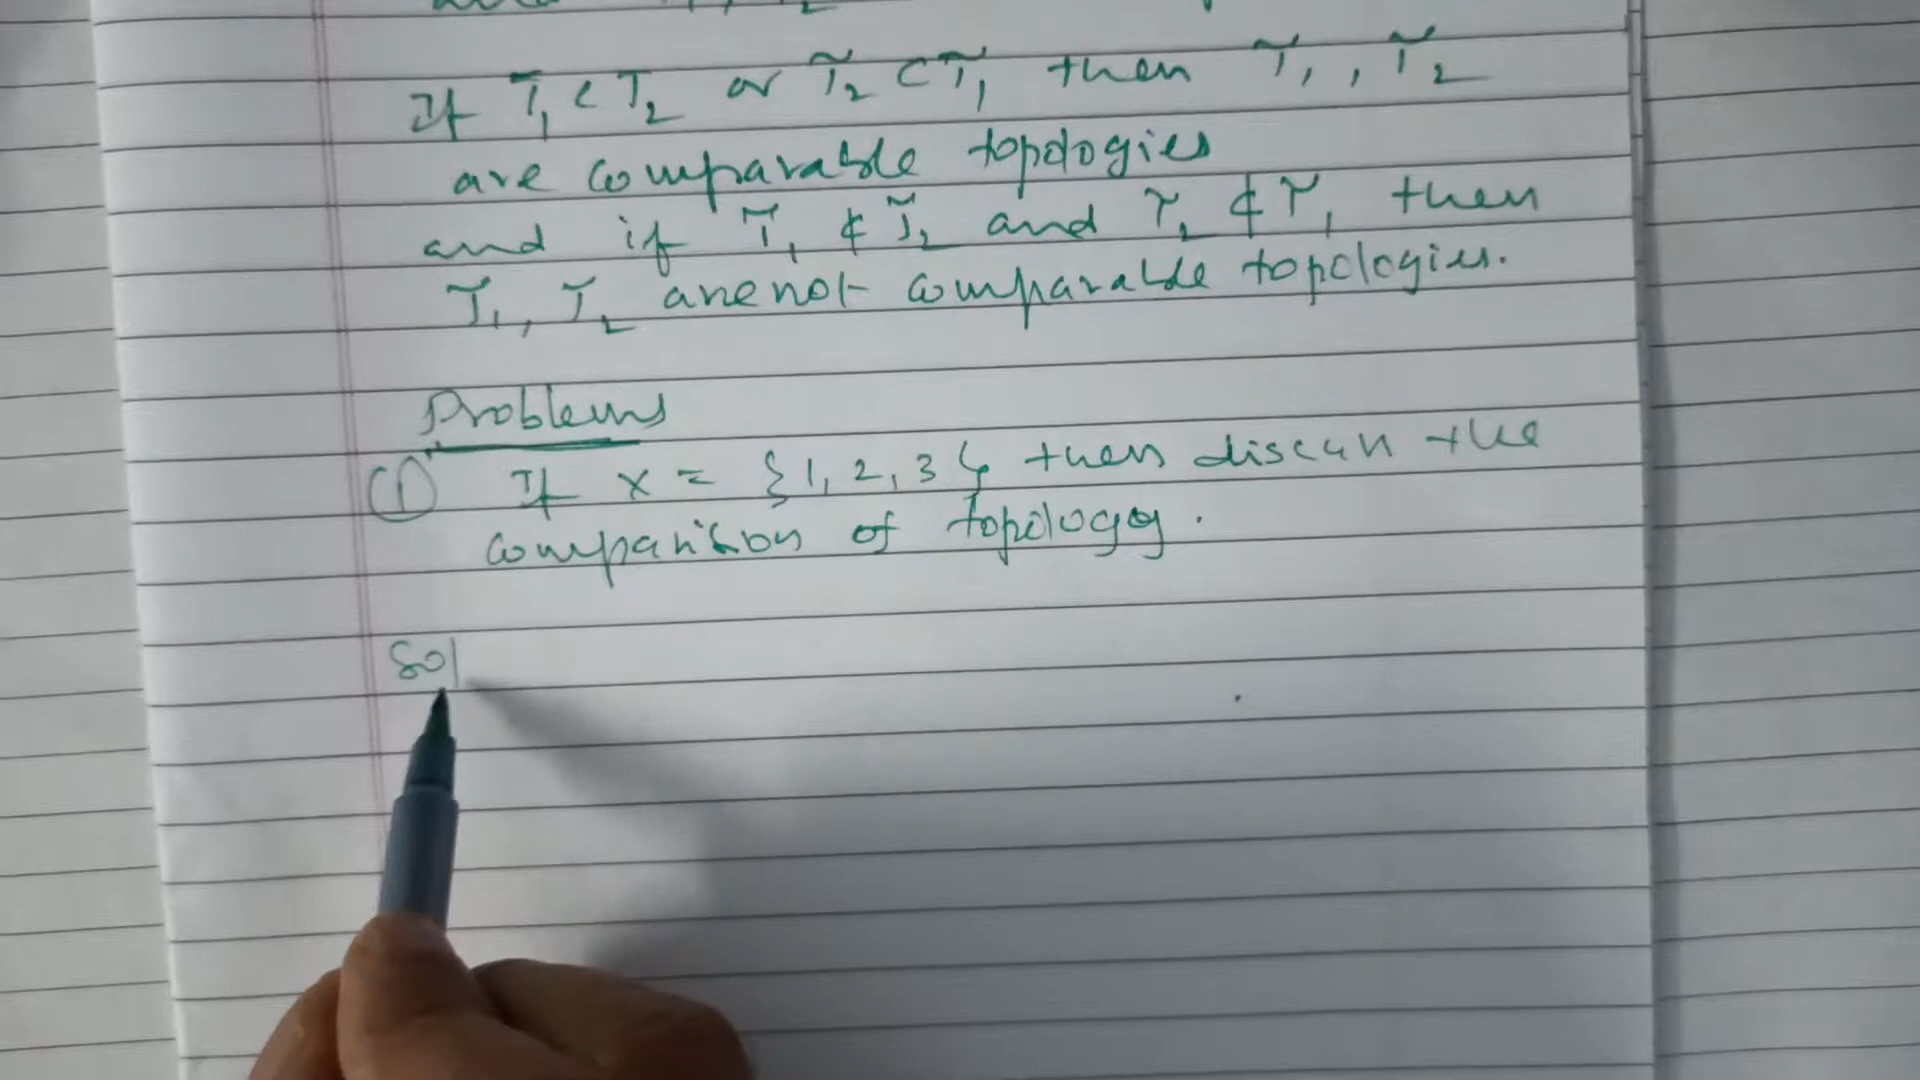 If T₁ ⊂ T₂ or T₂ ⊂ T₁ then T₁, T₂
are comparable topologies
and if T₁ ⊄ T₂ and T₂ ⊄ T₁ then
T₁, T₂ are not comparable topologies.
Problems
① If X = {1, 2, 3} then discuss the
comparision of topology.
Sol